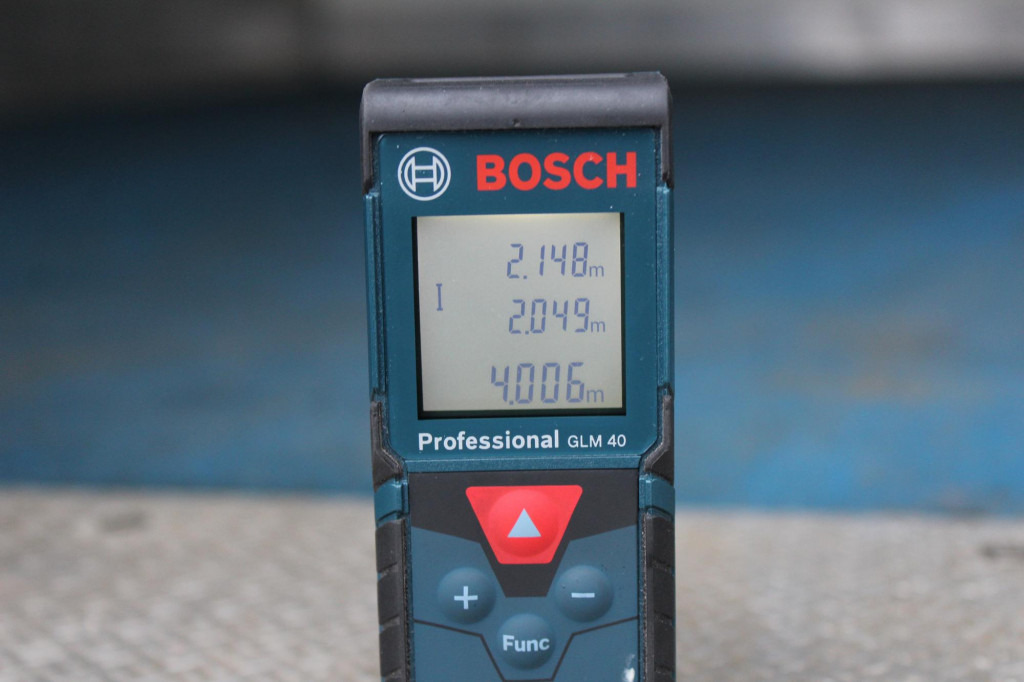 BOSCH
2.148m
2.049m
4.006m
Professional GLM 40
+ −
Func